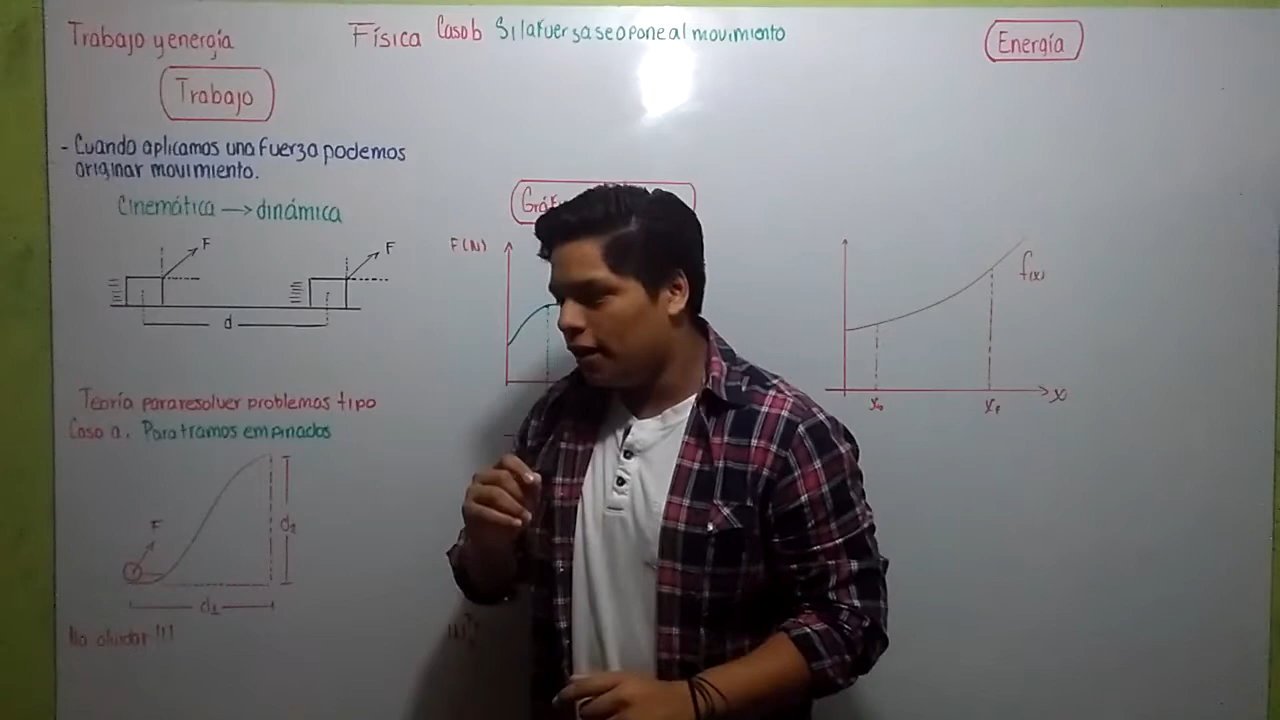 Trabajo y energía
Física
Caso b Si la fuerza se opone al movimiento
Energía
Trabajo
- Cuando aplicamos una fuerza podemos
originar movimiento.
Cinemática → dinámica
F
F
d
F(N)
f(x)
x₀
x_f
x
Teoría para resolver problemas tipo
Caso a. Para tramos empinados
F
d₂
d₁
No olvidar !!!